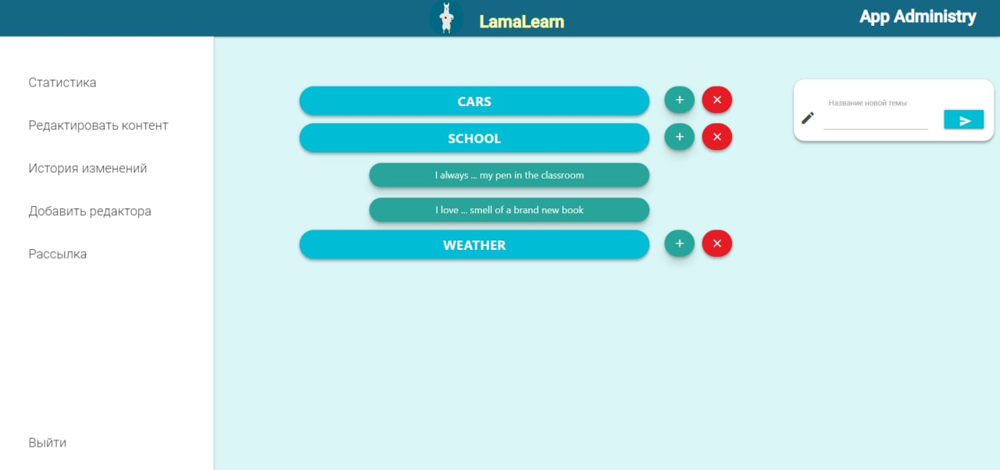 LamaLearn
App Administry
Статистика
Редактировать контент
История изменений
Добавить редактора
Рассылка
Выйти
CARS
SCHOOL
I always ... my pen in the classroom
I love ... smell of a brand new book
WEATHER
Название новой темы